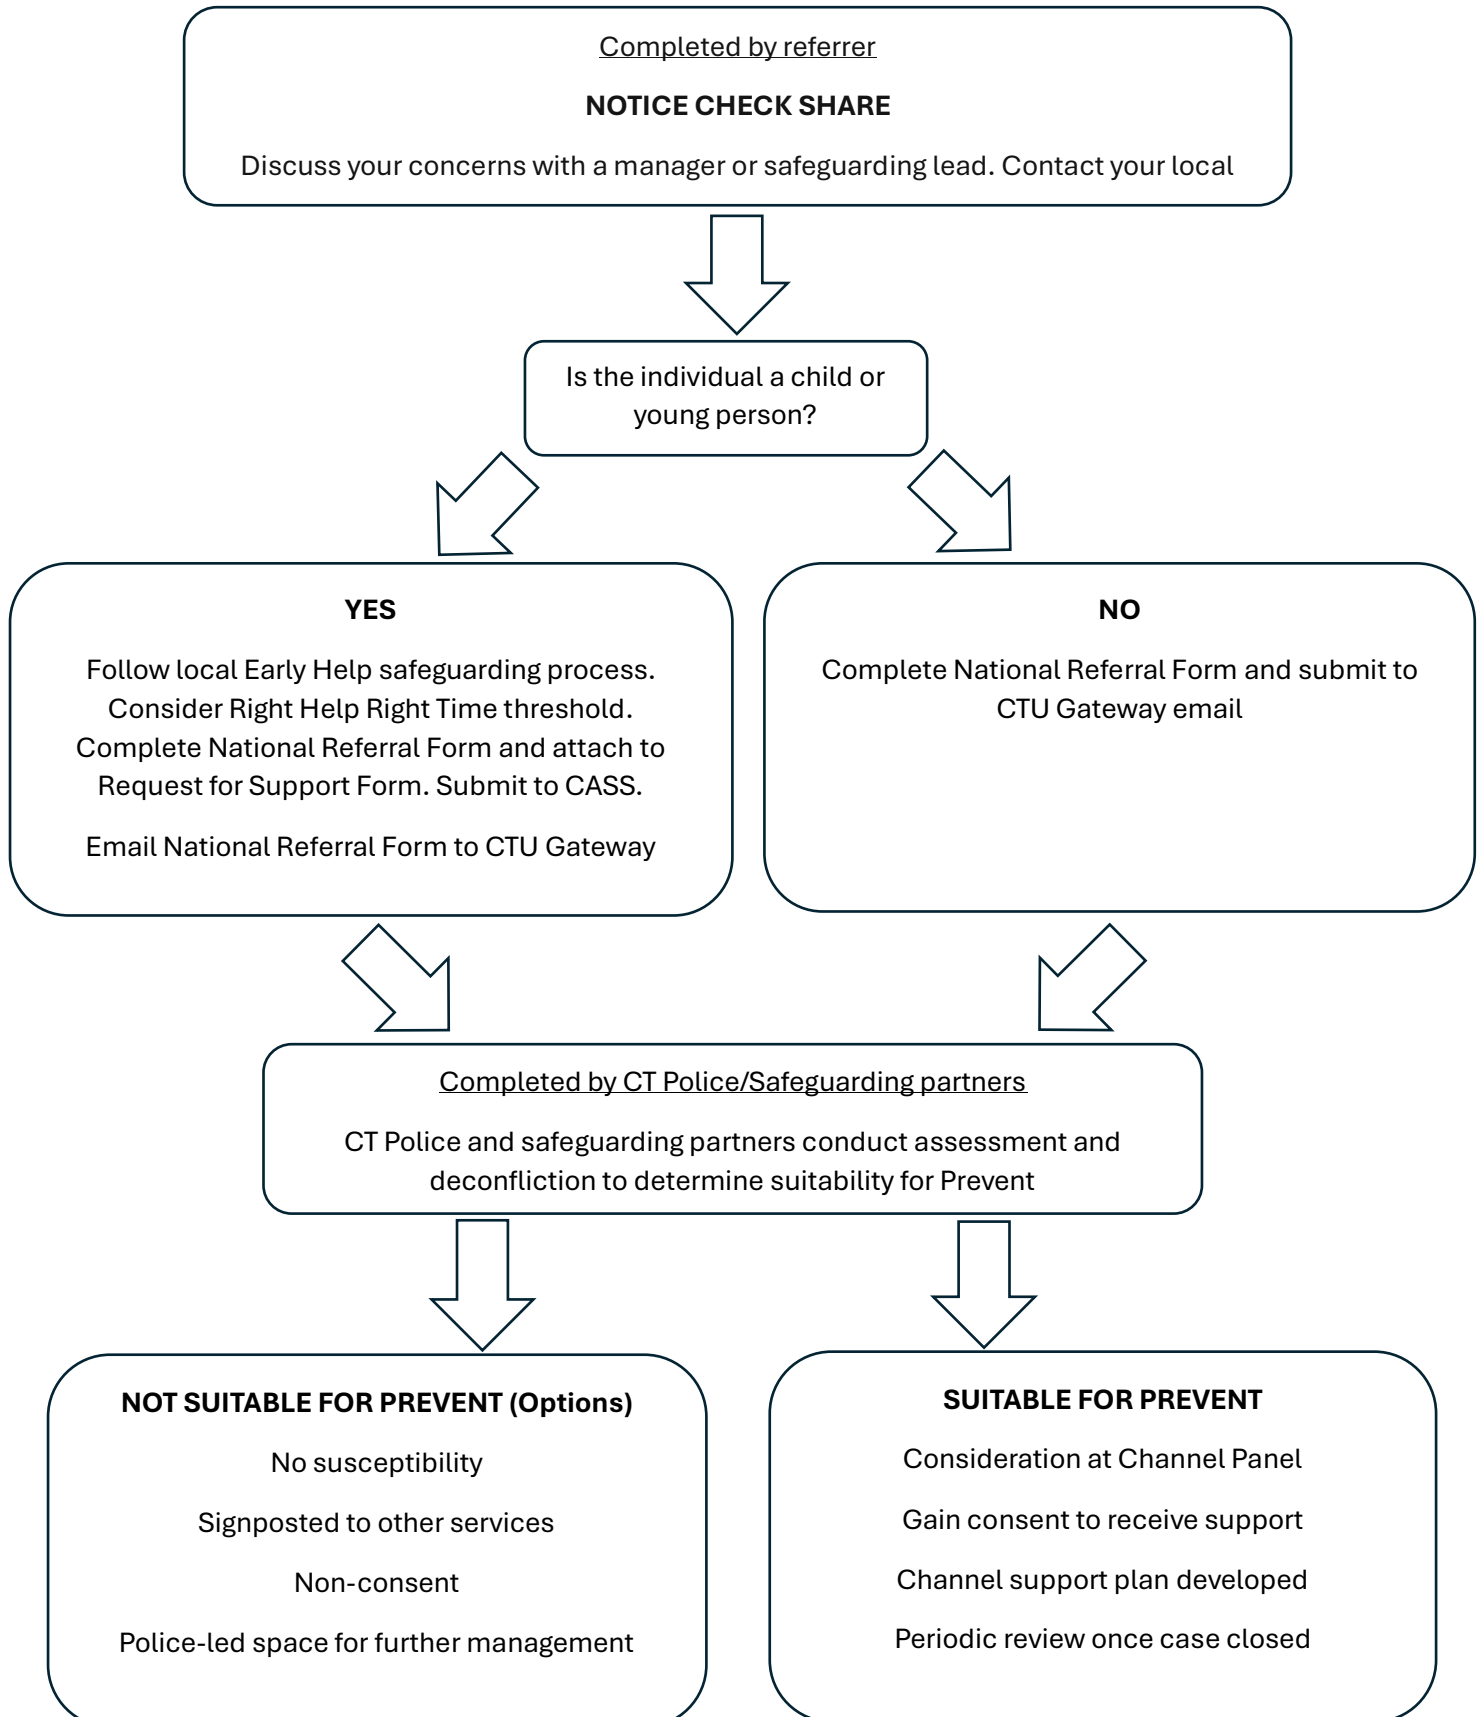 Completed by referrer
NOTICE CHECK SHARE
Discuss your concerns with a manager or safeguarding lead. Contact your local
Is the individual a child or
young person?
YES
Follow local Early Help safeguarding process.
Consider Right Help Right Time threshold.
Complete National Referral Form and attach to
Request for Support Form. Submit to CASS.
Email National Referral Form to CTU Gateway
NO
Complete National Referral Form and submit to
CTU Gateway email
Completed by CT Police/Safeguarding partners
CT Police and safeguarding partners conduct assessment and
deconfliction to determine suitability for Prevent
NOT SUITABLE FOR PREVENT (Options)
No susceptibility
Signposted to other services
Non-consent
Police-led space for further management
SUITABLE FOR PREVENT
Consideration at Channel Panel
Gain consent to receive support
Channel support plan developed
Periodic review once case closed